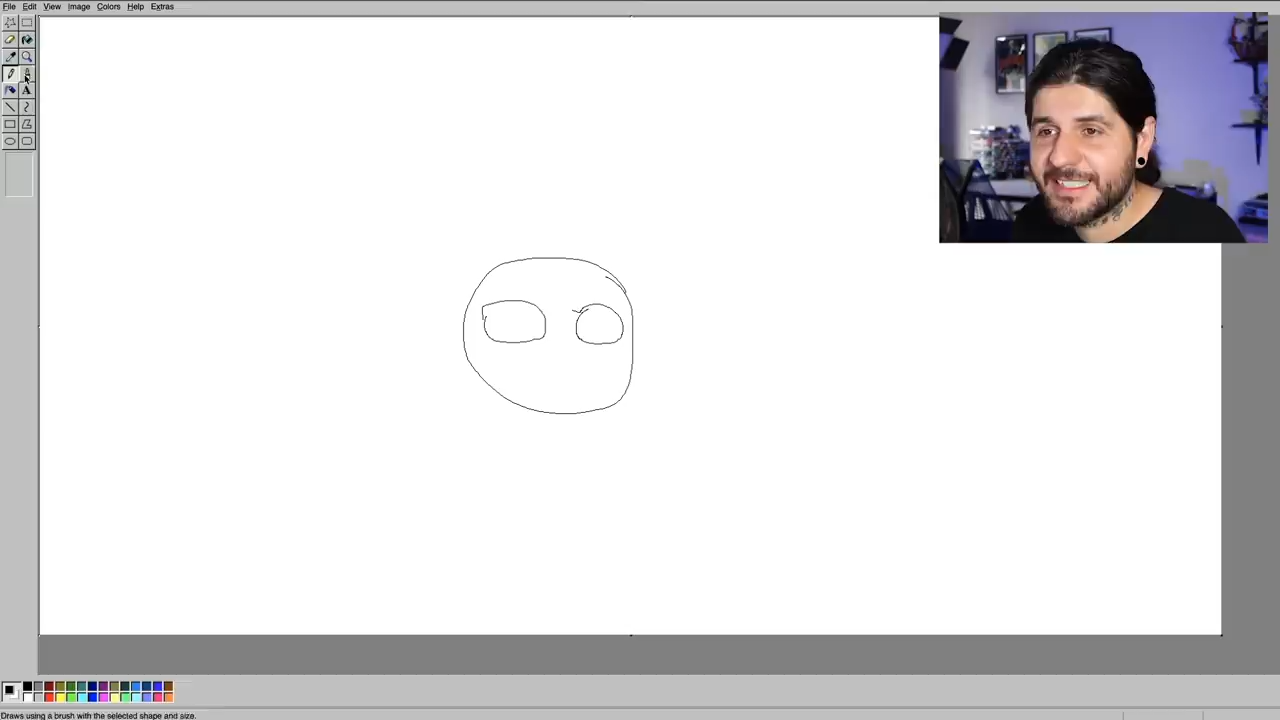 File Edit View Image Colors Help Extras
A
Draws using a brush with the selected shape and size.